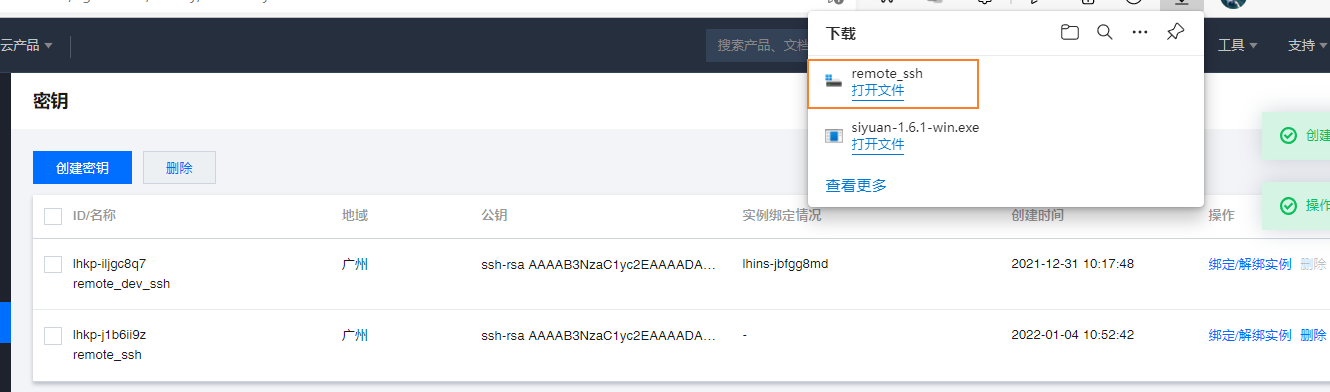 云产品
搜索产品、文档
工具
支持
下载
remote_ssh
打开文件
siyuan-1.6.1-win.exe
打开文件
查看更多
密钥
创建密钥
删除
创建
操作
ID/名称
地域
公钥
实例绑定情况
创建时间
操作
lhkp-iljgc8q7
remote_dev_ssh
广州
ssh-rsa AAAAB3NzaC1yc2EAAAADA...
lhins-jbfgg8md
2021-12-31 10:17:48
绑定/解绑实例 删除
lhkp-j1b6ii9z
remote_ssh
广州
ssh-rsa AAAAB3NzaC1yc2EAAAADA...
-
2022-01-04 10:52:42
绑定/解绑实例 删除